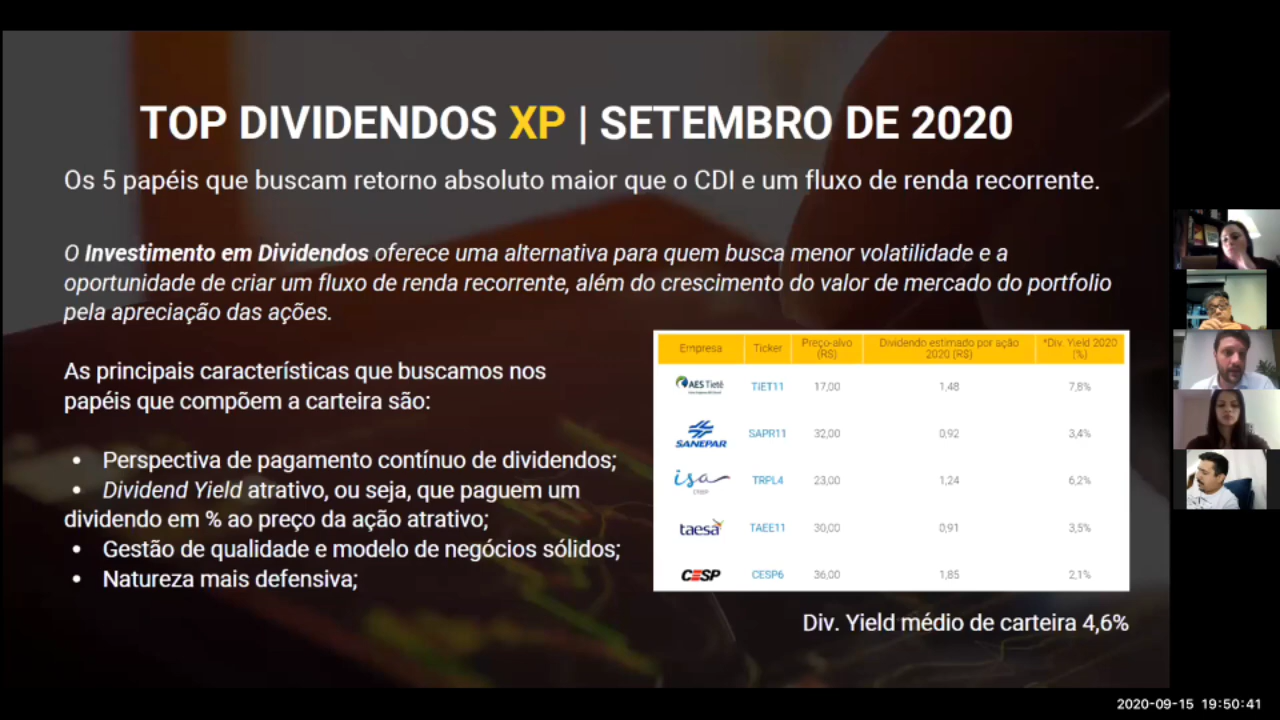 TOP DIVIDENDOS XP | SETEMBRO DE 2020
Os 5 papéis que buscam retorno absoluto maior que o CDI e um fluxo de renda recorrente.
O Investimento em Dividendos oferece uma alternativa para quem busca menor volatilidade e a
oportunidade de criar um fluxo de renda recorrente, além do crescimento do valor de mercado do portfolio
pela apreciação das ações.
As principais características que buscamos nos
papéis que compõem a carteira são:
• Perspectiva de pagamento contínuo de dividendos;
• Dividend Yield atrativo, ou seja, que paguem um
dividendo em % ao preço da ação atrativo;
• Gestão de qualidade e modelo de negócios sólidos;
• Natureza mais defensiva;
Empresa Ticker Preço-alvo (R$) Dividendo estimado por ação 2020 (R$) *Div. Yield 2020 (%)
AES Tietê TIET11 17,00 1,48 7,8%
SANEPAR SAPR11 32,00 0,92 3,4%
isa CTEEP TRPL4 23,00 1,24 6,2%
taesa TAEE11 30,00 0,91 3,5%
CESP CESP6 36,00 1,85 2,1%
Div. Yield médio de carteira 4,6%
2020-09-15 19:50:41